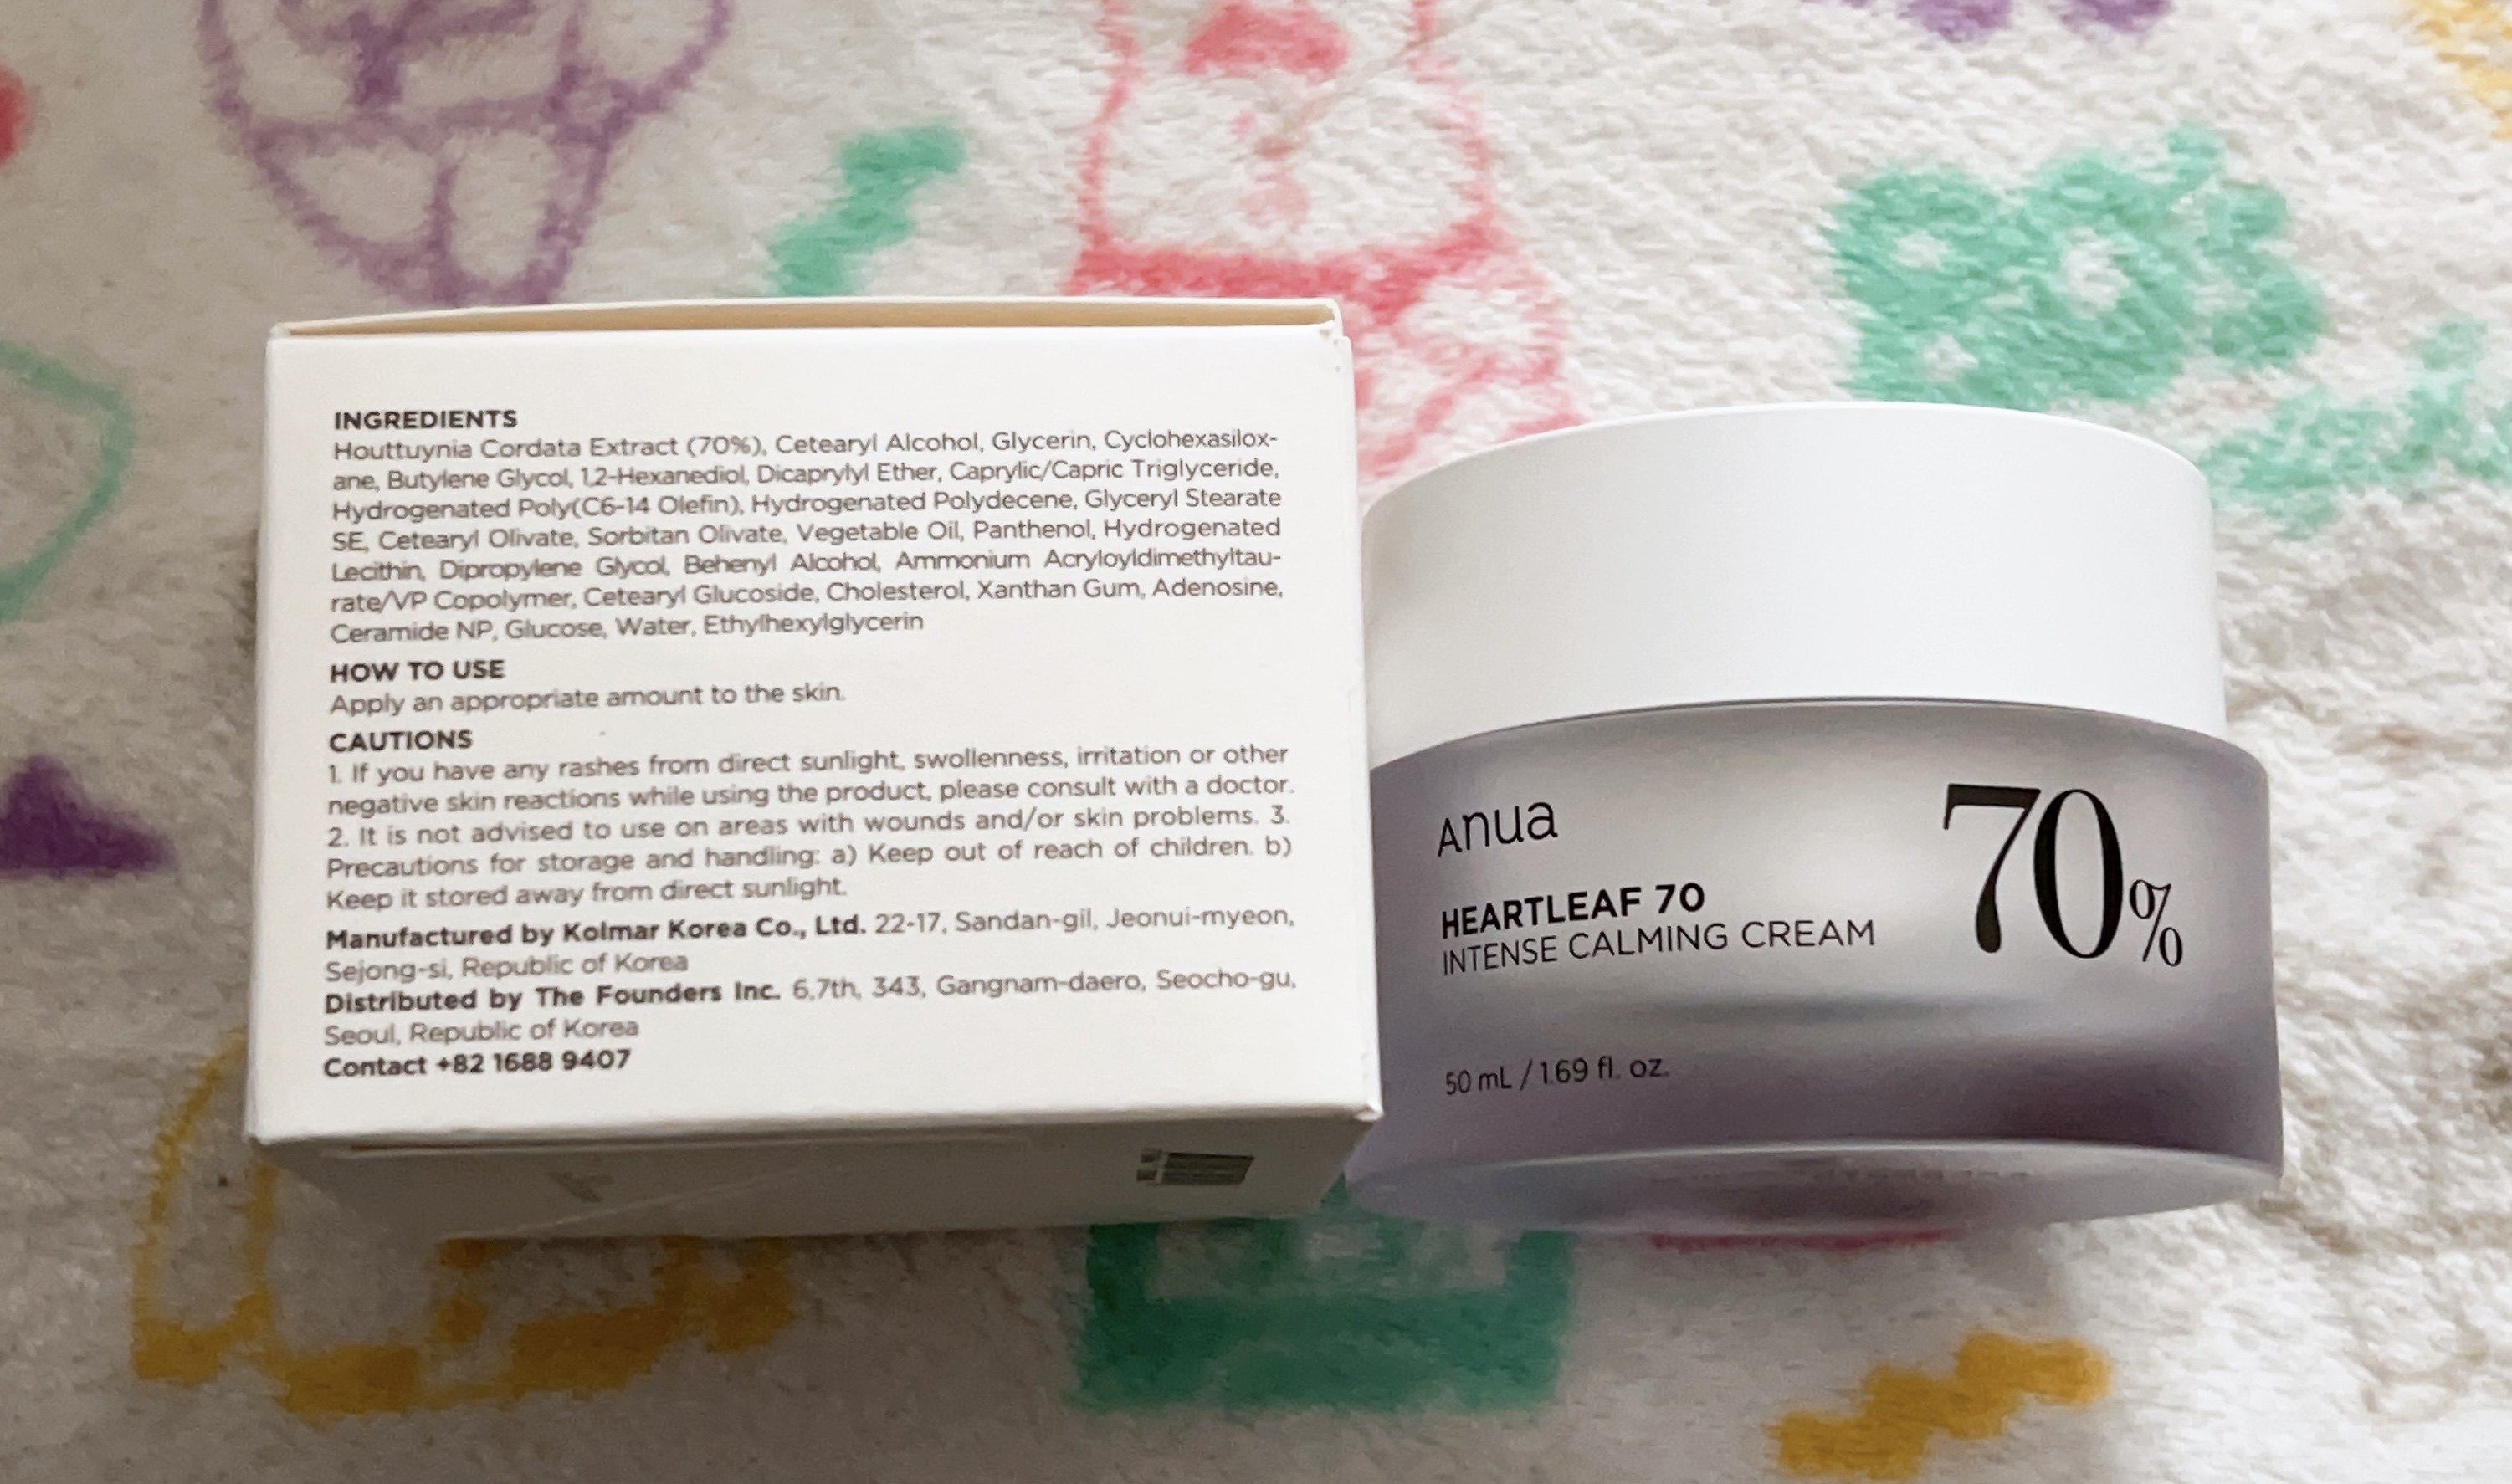 INGREDIENTS
Houttuynia Cordata Extract (70%), Cetearyl Alcohol, Glycerin, Cyclohexasilox-
ane, Butylene Glycol, 1,2-Hexanediol, Dicaprylyl Ether, Caprylic/Capric Triglyceride,
Hydrogenated Poly(C6-14 Olefin), Hydrogenated Polydecene, Glyceryl Stearate
SE, Cetearyl Olivate, Sorbitan Olivate, Vegetable Oil, Panthenol, Hydrogenated
Lecithin, Dipropylene Glycol, Behenyl Alcohol, Ammonium Acryloyldimethyltau-
rate/VP Copolymer, Cetearyl Glucoside, Cholesterol, Xanthan Gum, Adenosine,
Ceramide NP, Glucose, Water, Ethylhexylglycerin
HOW TO USE
Apply an appropriate amount to the skin.
CAUTIONS
1. If you have any rashes from direct sunlight, swollenness, irritation or other
negative skin reactions while using the product, please consult with a doctor.
2. It is not advised to use on areas with wounds and/or skin problems. 3.
Precautions for storage and handling: a) Keep out of reach of children. b)
Keep it stored away from direct sunlight.
Manufactured by Kolmar Korea Co., Ltd. 22-17, Sandan-gil, Jeonui-myeon,
Sejong-si, Republic of Korea
Distributed by The Founders Inc. 6,7th, 343, Gangnam-daero, Seocho-gu,
Seoul, Republic of Korea
Contact +82 1688 9407
Anua
70%
HEARTLEAF 70
INTENSE CALMING CREAM
50 mL / 1.69 fl. oz.